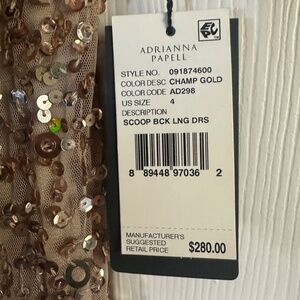 ADRIANNA
PAPELL
STYLE NO. 091874600
COLOR DESC CHAMP GOLD
COLOR CODE AD298
US SIZE 4
DESCRIPTION
SCOOP BCK LNG DRS
8 89448 97036 2
MANUFACTURER'S
SUGGESTED
RETAIL PRICE $280.00